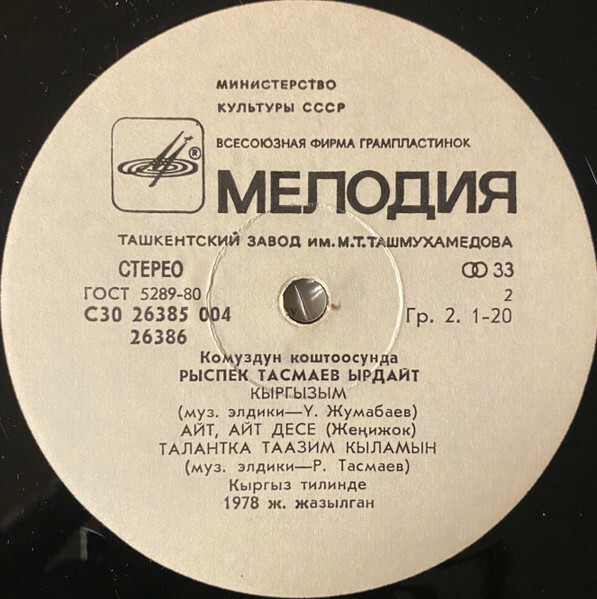 МИНИСТЕРСТВО
КУЛЬТУРЫ СССР
ВСЕСОЮЗНАЯ ФИРМА ГРАМПЛАСТИНОК
®
МЕЛОДИЯ
ТАШКЕНТСКИЙ ЗАВОД ИМ. М.Т. ТАШМУХАМЕДОВА
СТЕРЕО 33
ГОСТ 5289-80 2
С30 26385 004 Гр. 2. 1-20
26386
Комуздун коштоосунда
РЫСПЕК ТАСМАЕВ ЫРДАЙТ
КЫРГЫЗЫМ
(муз. элдики—У. Жумабаев)
АЙТ, АЙТ ДЕСЕ (Жеңижок)
ТАЛАНТКА ТААЗИМ КЫЛАМЫН
(муз. элдики—Р. Тасмаев)
Кыргыз тилинде
1978 ж. жазылган